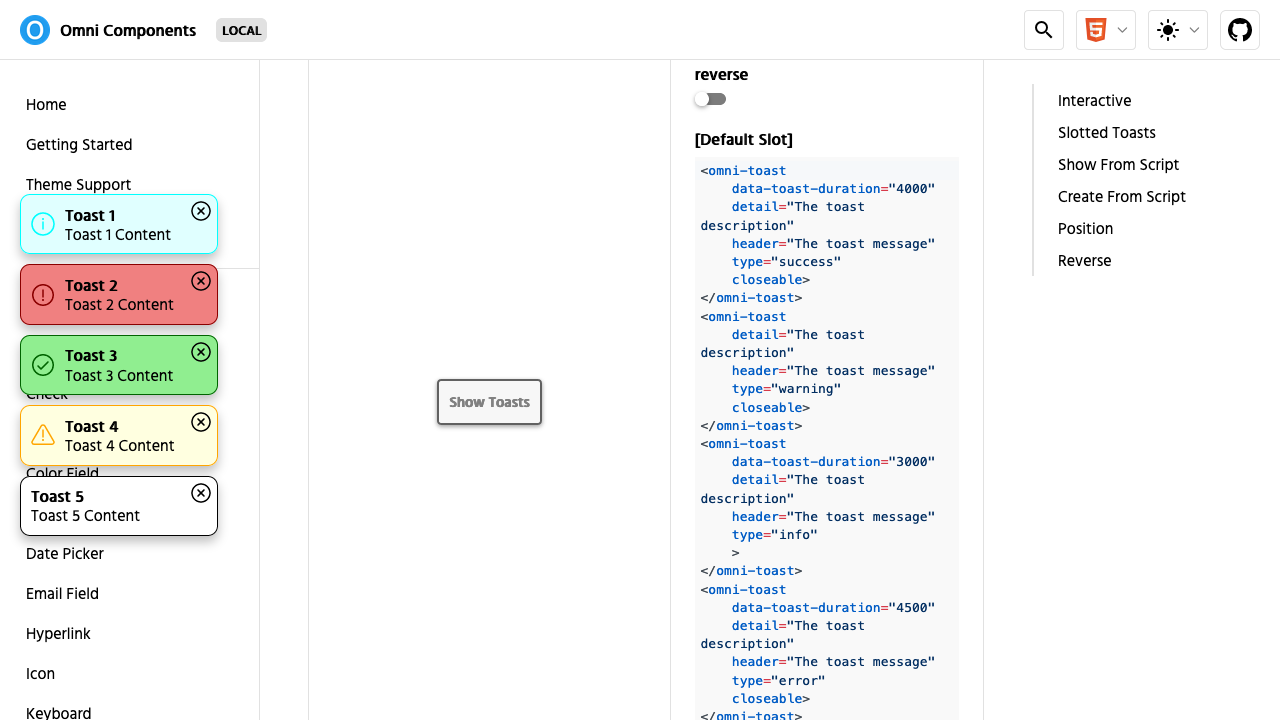 Omni Components
LOCAL
Home
Getting Started
Theme Support
Toast 1
Toast 1 Content
Toast 2
Toast 2 Content
Toast 3
Toast 3 Content
Check
Toast 4
Toast 4 Content
Color Field
Toast 5
Toast 5 Content
Date Picker
Email Field
Hyperlink
Icon
Keyboard
Show Toasts
reverse
[Default Slot]
<omni-toast
data-toast-duration="4000"
detail="The toast
description"
header="The toast message"
type="success"
closeable>
</omni-toast>
<omni-toast
detail="The toast
description"
header="The toast message"
type="warning"
closeable>
</omni-toast>
<omni-toast
data-toast-duration="3000"
detail="The toast
description"
header="The toast message"
type="info"
>
</omni-toast>
<omni-toast
data-toast-duration="4500"
detail="The toast
description"
header="The toast message"
type="error"
closeable>
</omni-toast>
Interactive
Slotted Toasts
Show From Script
Create From Script
Position
Reverse